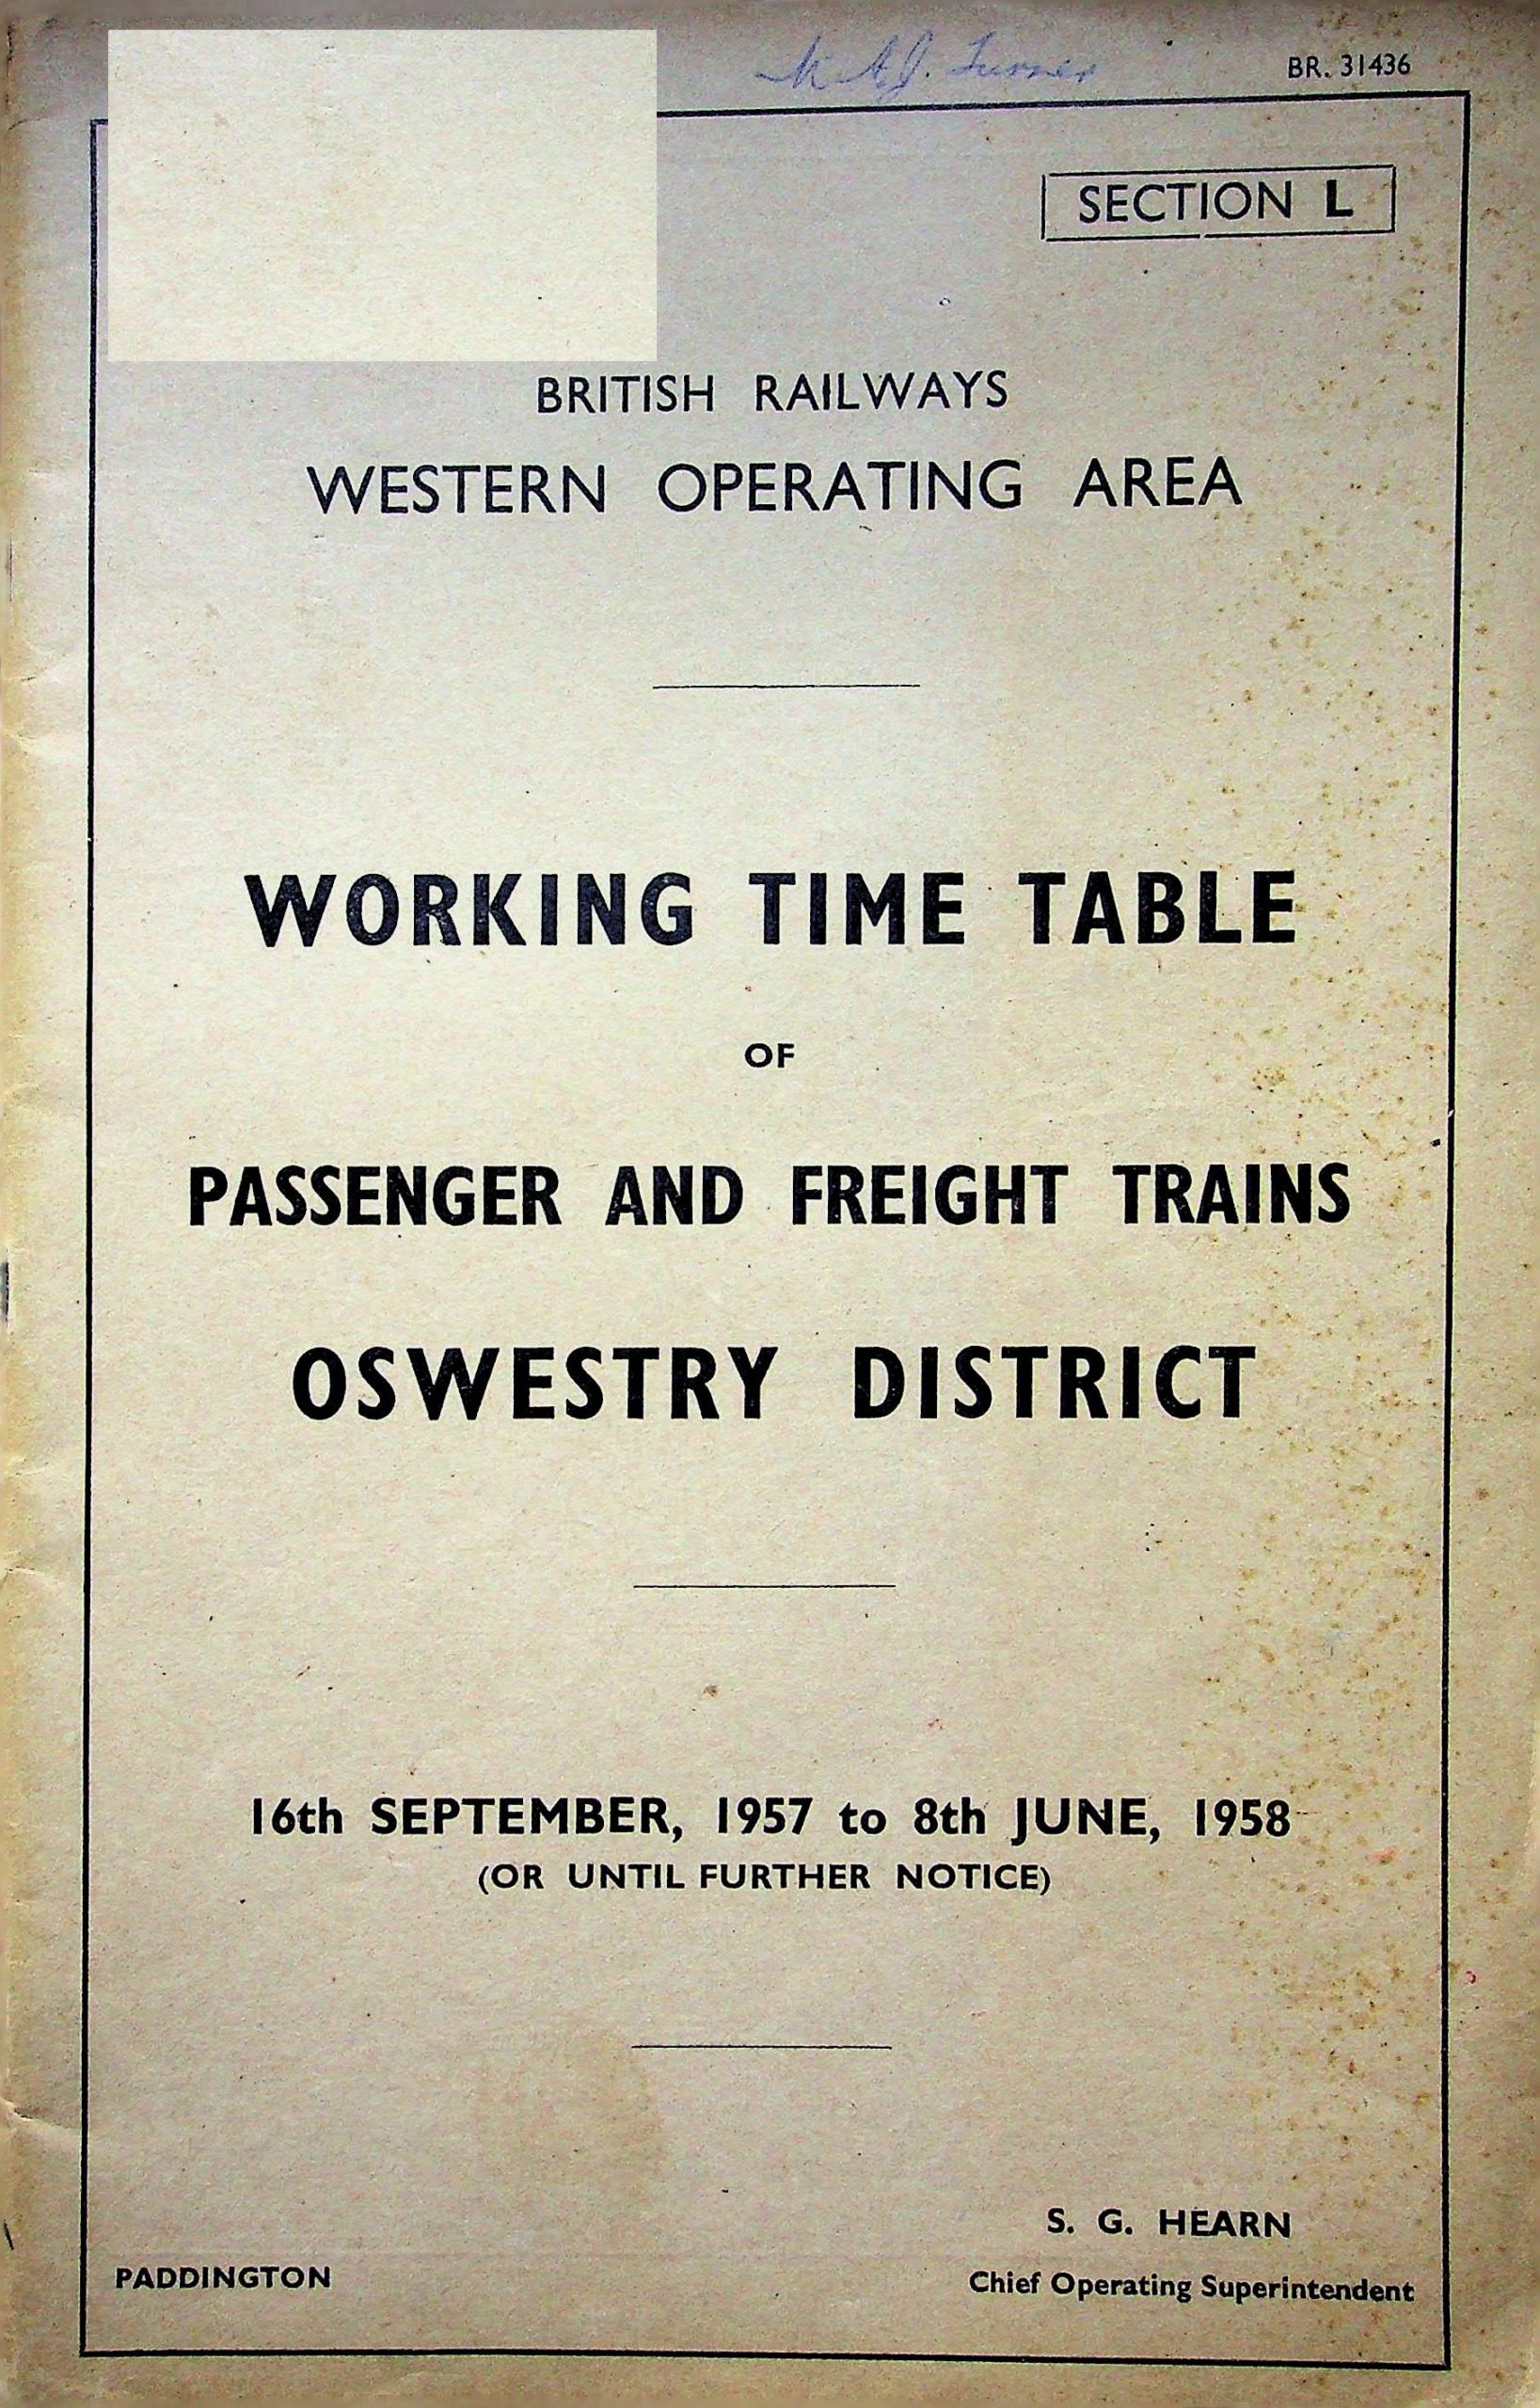 A. J. Turner
BR. 31436
SECTION L
BRITISH RAILWAYS
WESTERN OPERATING AREA
WORKING TIME TABLE
OF
PASSENGER AND FREIGHT TRAINS
OSWESTRY DISTRICT
16th SEPTEMBER, 1957 to 8th JUNE, 1958
(OR UNTIL FURTHER NOTICE)
S. G. HEARN
PADDINGTON
Chief Operating Superintendent